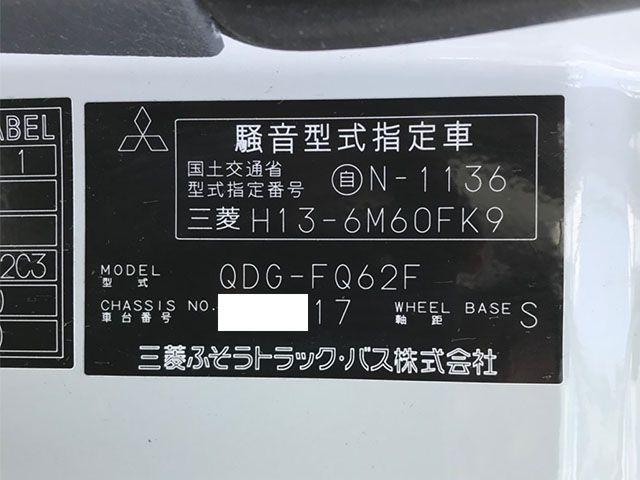 ABEL
1
2C3
騒音型式指定車
国土交通省
型式指定番号 自N-1136
三菱 H13-6M60FK9
MODEL
型式 QDG-FQ62F
CHASSIS NO.
車台番号 17 WHEEL BASE
軸距 S
三菱ふそうトラック・バス株式会社